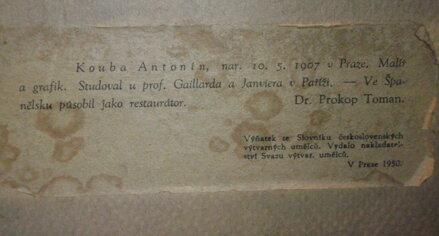 Kouba Antonín, nar. 10. 5. 1907 v Praze. Malíř
a grafik. Studoval u prof. Gaillarda a Janviera v Paříži. — Ve Špa-
nělsku působil jako restaurátor. Dr. Prokop Toman.
Výňatek ze Slovníku československých
výtvarných umělců. Vydalo nakladatel-
ství Svazu výtvar. umělců.
V Praze 1950.